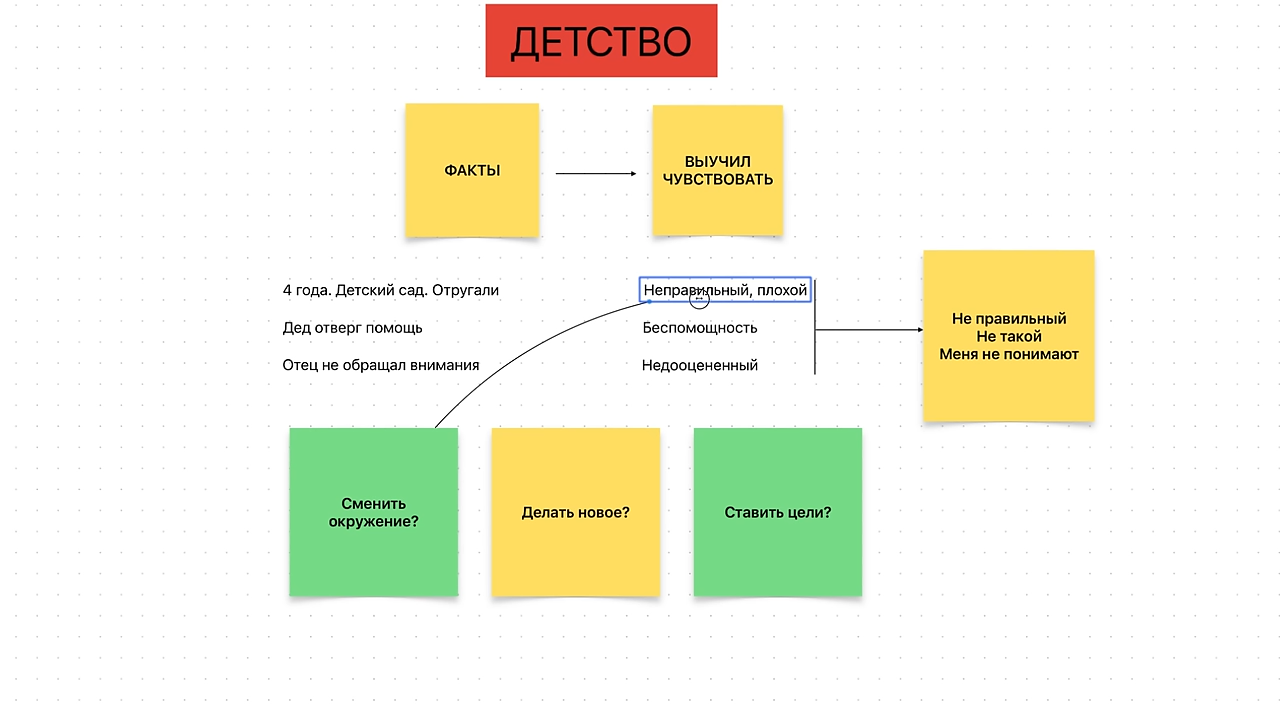 ДЕТСТВО
ФАКТЫ
ВЫУЧИЛ
ЧУВСТВОВАТЬ
4 года. Детский сад. Отругали
Неправильный, плохой
Дед отверг помощь
Беспомощность
Отец не обращал внимания
Недооцененный
Не правильный
Не такой
Меня не понимают
Сменить
окружение?
Делать новое?
Ставить цели?